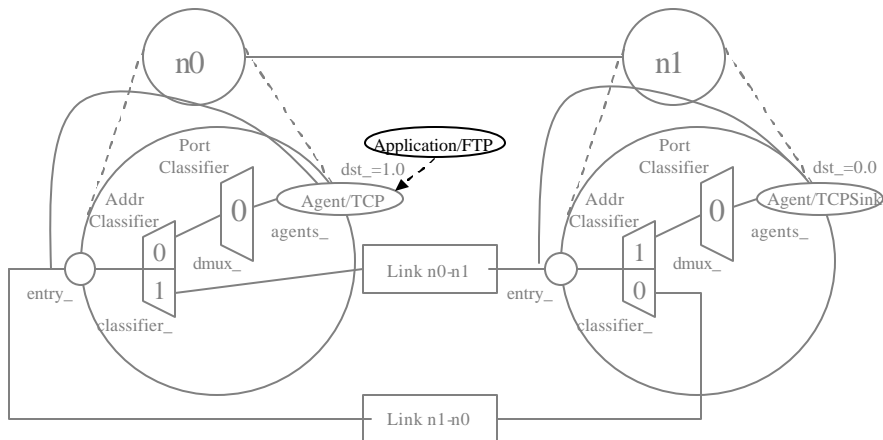 n0
n1
Port
Classifier
Application/FTP
dst_=1.0
Addr
Classifier
0
Agent/TCP
agents_
0
1
dmux_
entry_
classifier_
Link n0-n1
Port
Classifier
dst_=0.0
Addr
Classifier
0
Agent/TCPSink
agents_
1
0
dmux_
entry_
classifier_
Link n1-n0